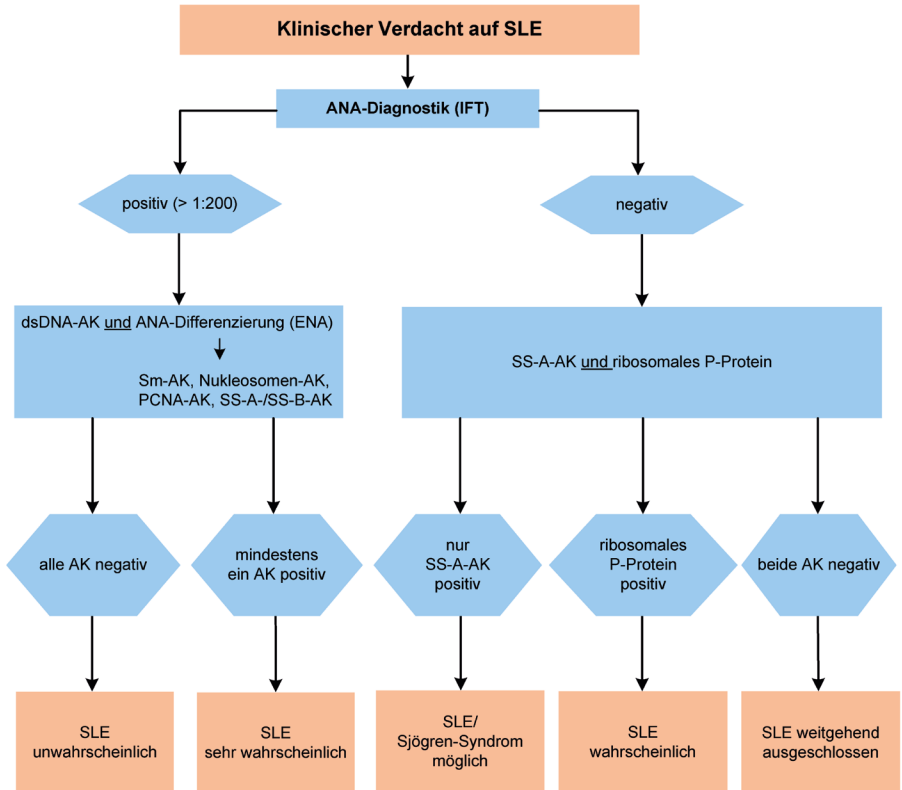 Klinischer Verdacht auf SLE
ANA-Diagnostik (IFT)
positiv (> 1:200)
negativ
dsDNA-AK und ANA-Differenzierung (ENA)
Sm-AK, Nukleosomen-AK,
PCNA-AK, SS-A-/SS-B-AK
SS-A-AK und ribosomales P-Protein
alle AK negativ
mindestens
ein AK positiv
nur
SS-A-AK
positiv
ribosomales
P-Protein
positiv
beide AK negativ
SLE
unwahrscheinlich
SLE
sehr wahrscheinlich
SLE/
Sjögren-Syndrom
möglich
SLE
wahrscheinlich
SLE weitgehend
ausgeschlossen